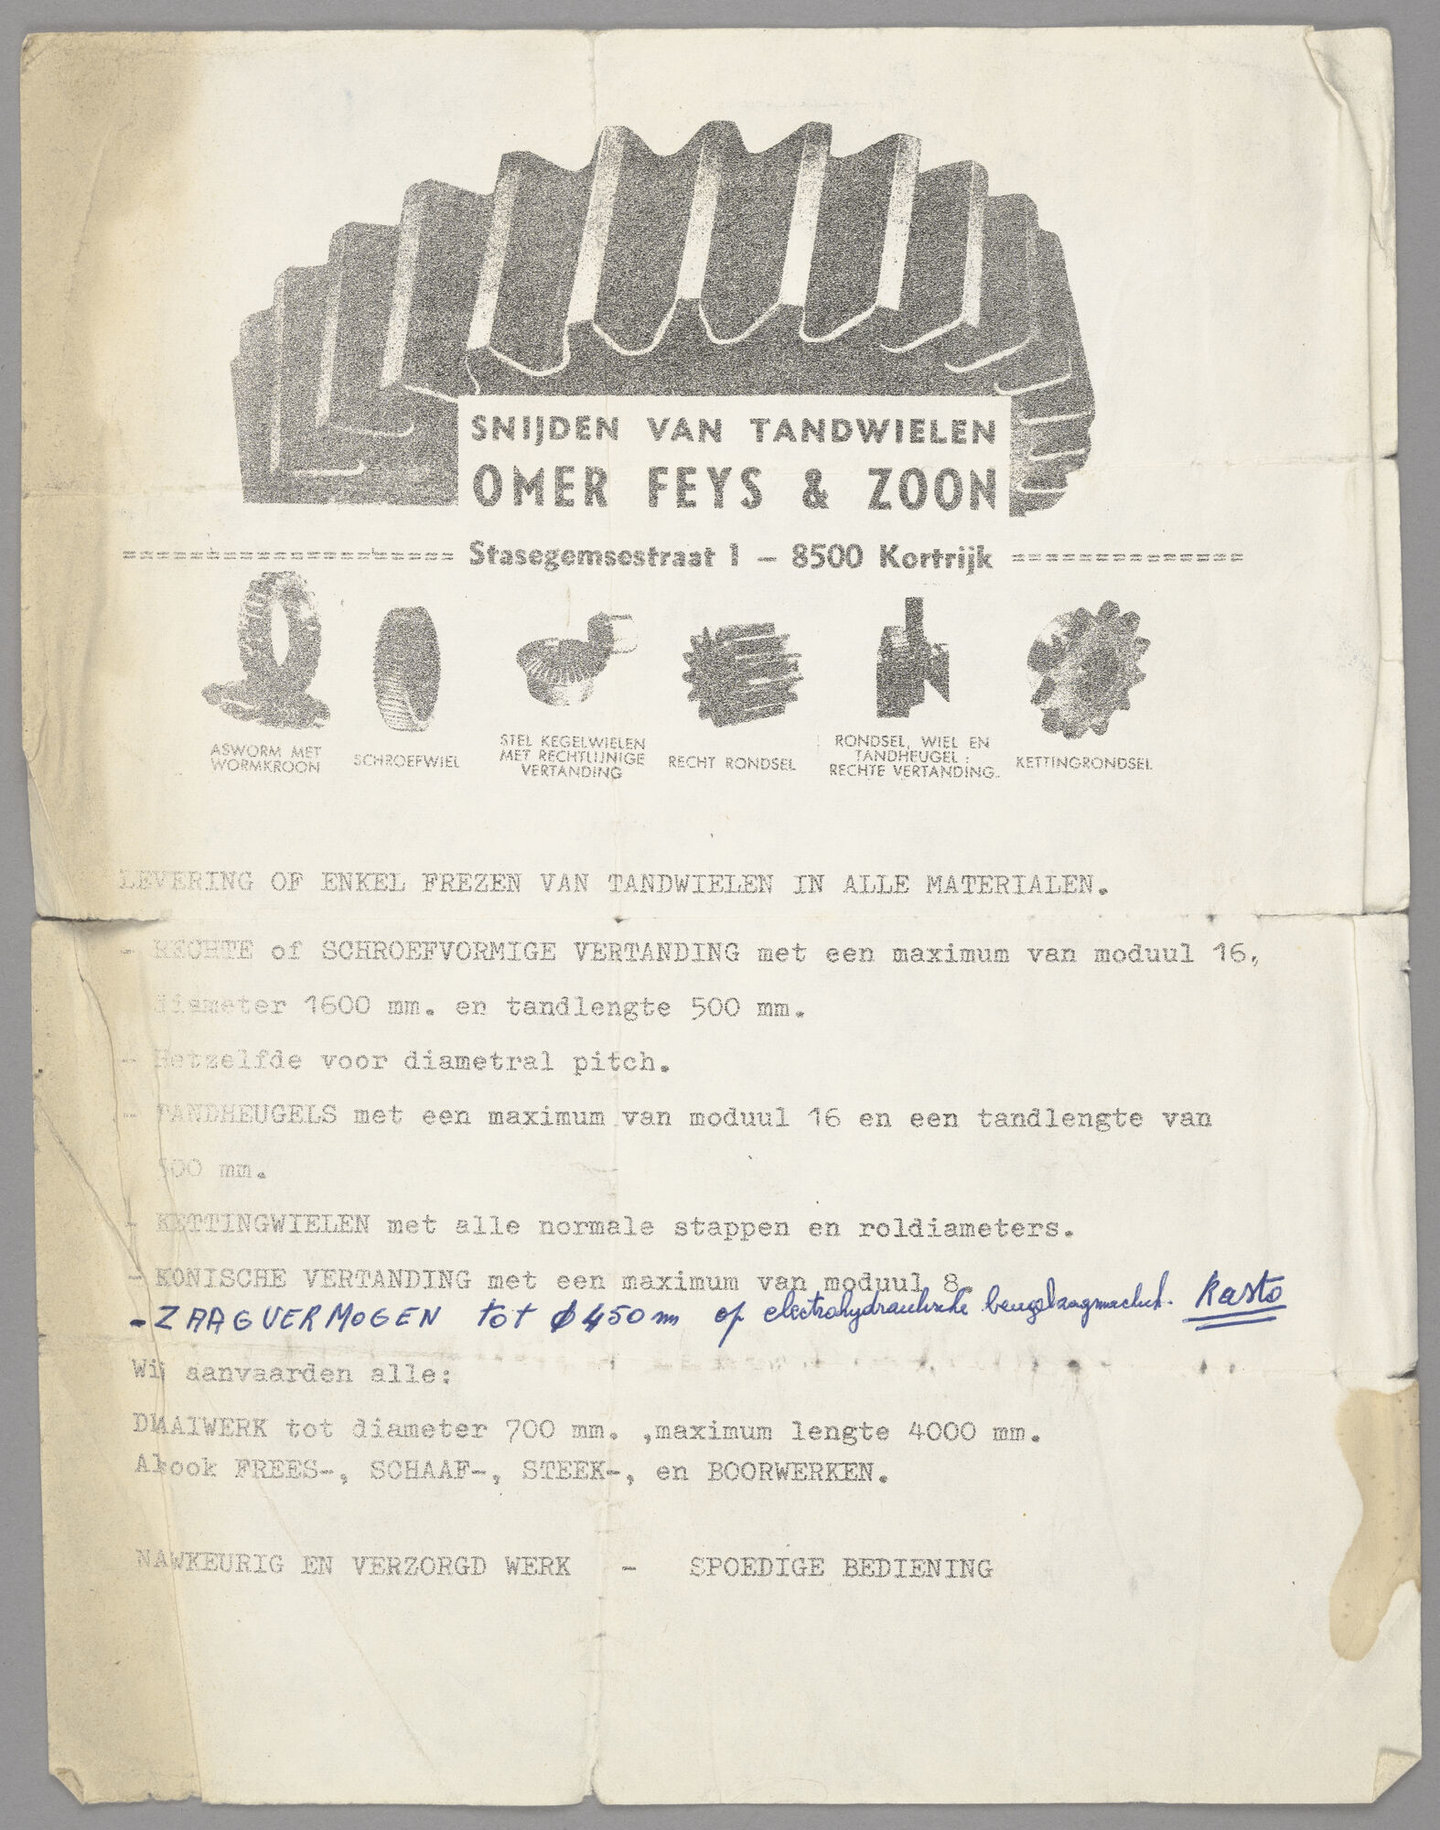 SNIJDEN VAN TANDWIELEN
OMER FEYS & ZOON
==================== Stasegemsestraat 1 – 8500 Kortrijk ==============
ASWORM MET
WORMKROON
SCHROEFWIEL
STEL KEGELWIELEN
MET RECHTLIJNIGE
VERTANDING
RECHT RONDSEL
RONDSEL, WIEL EN
TANDHEUGEL :
RECHTE VERTANDING.
KETTINGRONDSEL
LEVERING OF ENKEL FREZEN VAN TANDWIELEN IN ALLE MATERIALEN.
- RECHTE of SCHROEFVORMIGE VERTANDING met een maximum van moduul 16,
diameter 1600 mm. en tandlengte 500 mm.
- Hetzelfde voor diametral pitch.
- TANDHEUGELS met een maximum van moduul 16 en een tandlengte van
500 mm.
- KETTINGWIELEN met alle normale stappen en roldiameters.
- KONISCHE VERTANDING met een maximum van moduul 8.
- ZAAGVERMOGEN tot ϕ 450 mm op electrohydraulische Kasto
Wij aanvaarden alle:
DRAAIWERK tot diameter 700 mm. ,maximum lengte 4000 mm.
Alsook FREES-, SCHAAF-, STEEK-, en BOORWERKEN.
NAWKEURIG EN VERZORGD WERK - SPOEDIGE BEDIENING